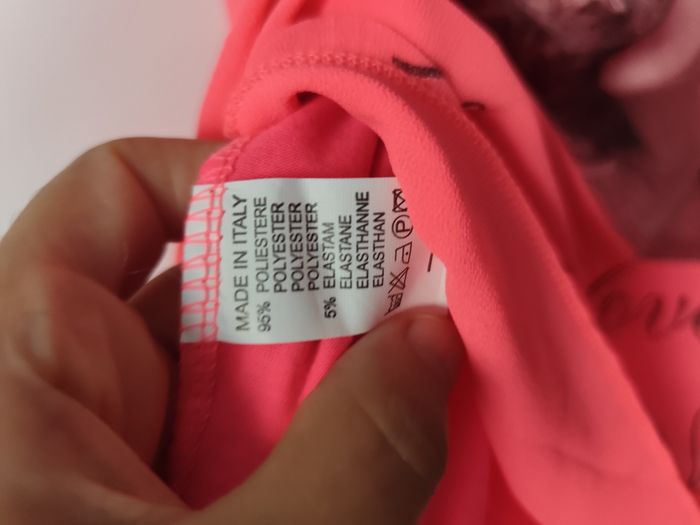 MADE IN ITALY
95% POLIESTERE
POLYESTER
POLYESTER
POLYESTER
5% ELASTAM
ELASTANE
ELASTHANNE
ELASTHAN
P